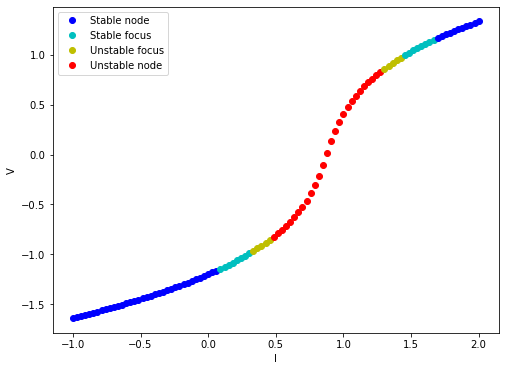 Stable node
Stable focus
Unstable focus
Unstable node
1.0
0.5
0.0
−0.5
−1.0
−1.5
V
−1.0 −0.5 0.0 0.5 1.0 1.5 2.0
I